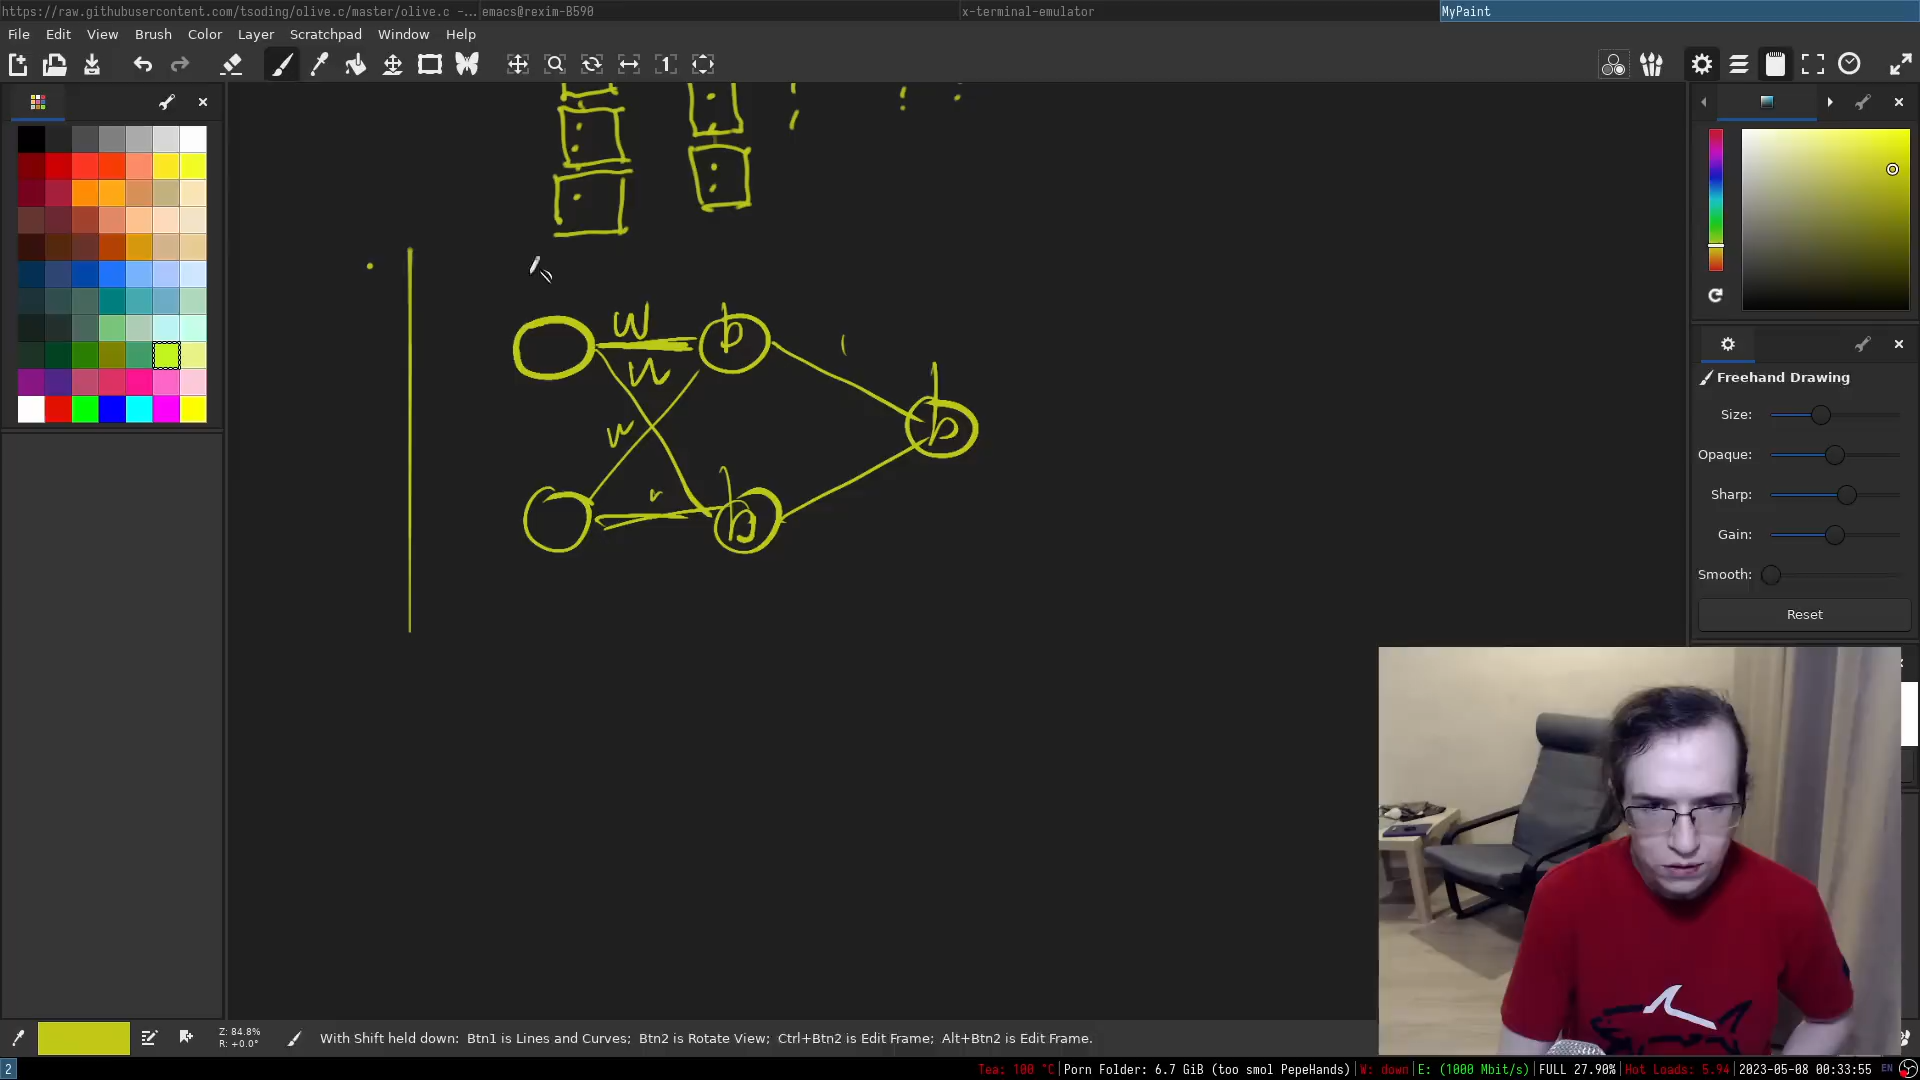 https://raw.githubusercontent.com/tsoding/olive.c/master/olive.c -... emacs@rexim-B590 x-terminal-emulator MyPaint
File Edit View Brush Color Layer Scratchpad Window Help
W
b
W
b
w
b
Freehand Drawing
Size:
Opaque:
Sharp:
Gain:
Smooth:
Reset
Z: 84.8%
R: +0.0°
With Shift held down: Btn1 is Lines and Curves; Btn2 is Rotate View; Ctrl+Btn2 is Edit Frame; Alt+Btn2 is Edit Frame.
2 Tea: 100 °C|Porn Folder: 6.7 GiB (too smol PepeHands)|W: down|E: (1000 Mbit/s)|FULL 27.90%|Hot Loads: 5.94|2023-05-08 00:33:55 EN